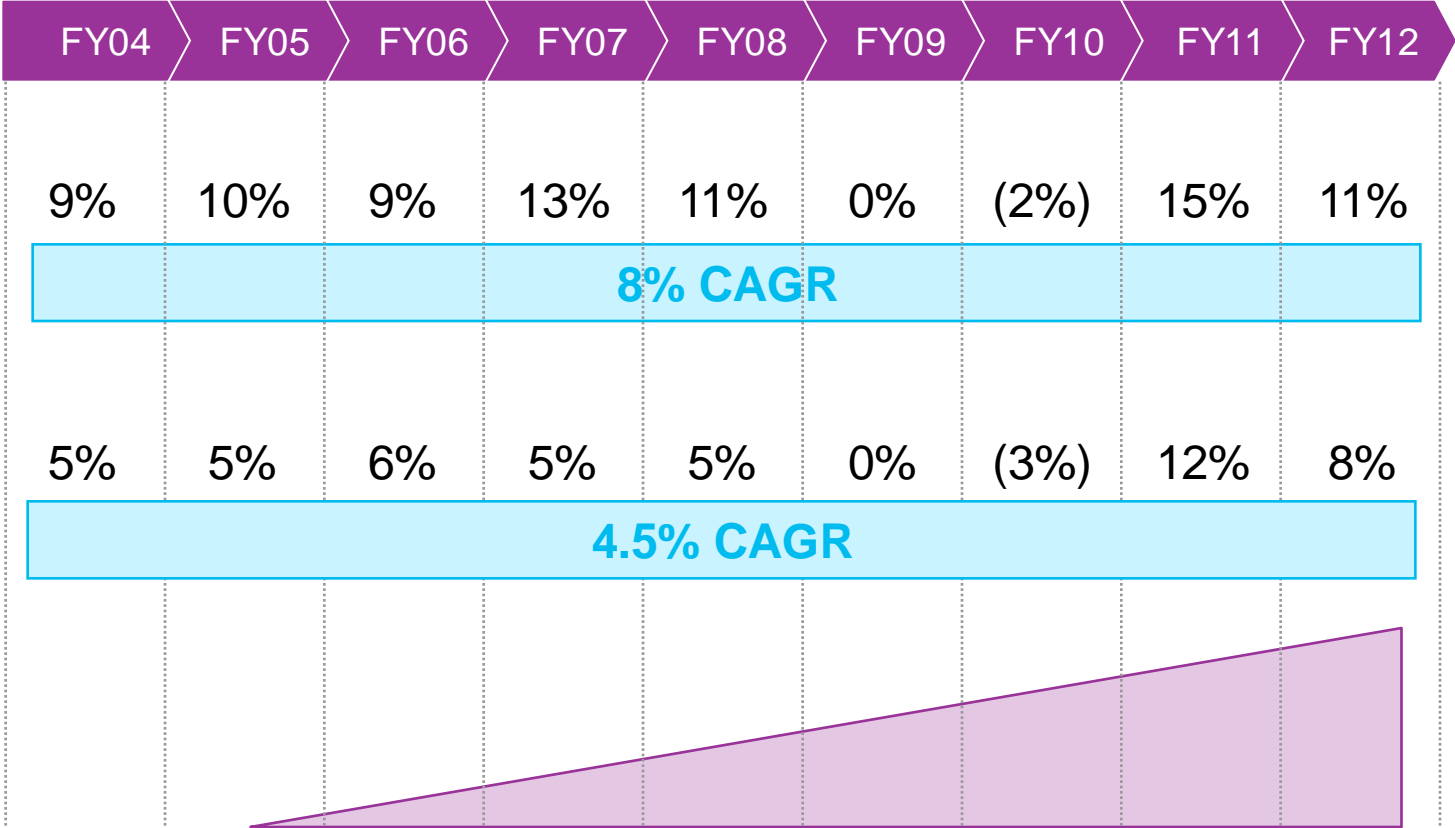 FY04 FY05 FY06 FY07 FY08 FY09 FY10 FY11 FY12
9% 10% 9% 13% 11% 0% (2%) 15% 11%
8% CAGR
5% 5% 6% 5% 5% 0% (3%) 12% 8%
4.5% CAGR